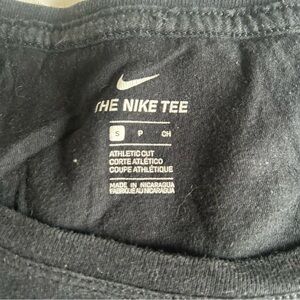 THE NIKE TEE
S P CH
ATHLETIC CUT
CORTE ATLÉTICO
COUPE ATHLÉTIQUE
MADE IN NICARAGUA
FABRIQUÉ AU NICARAGUA